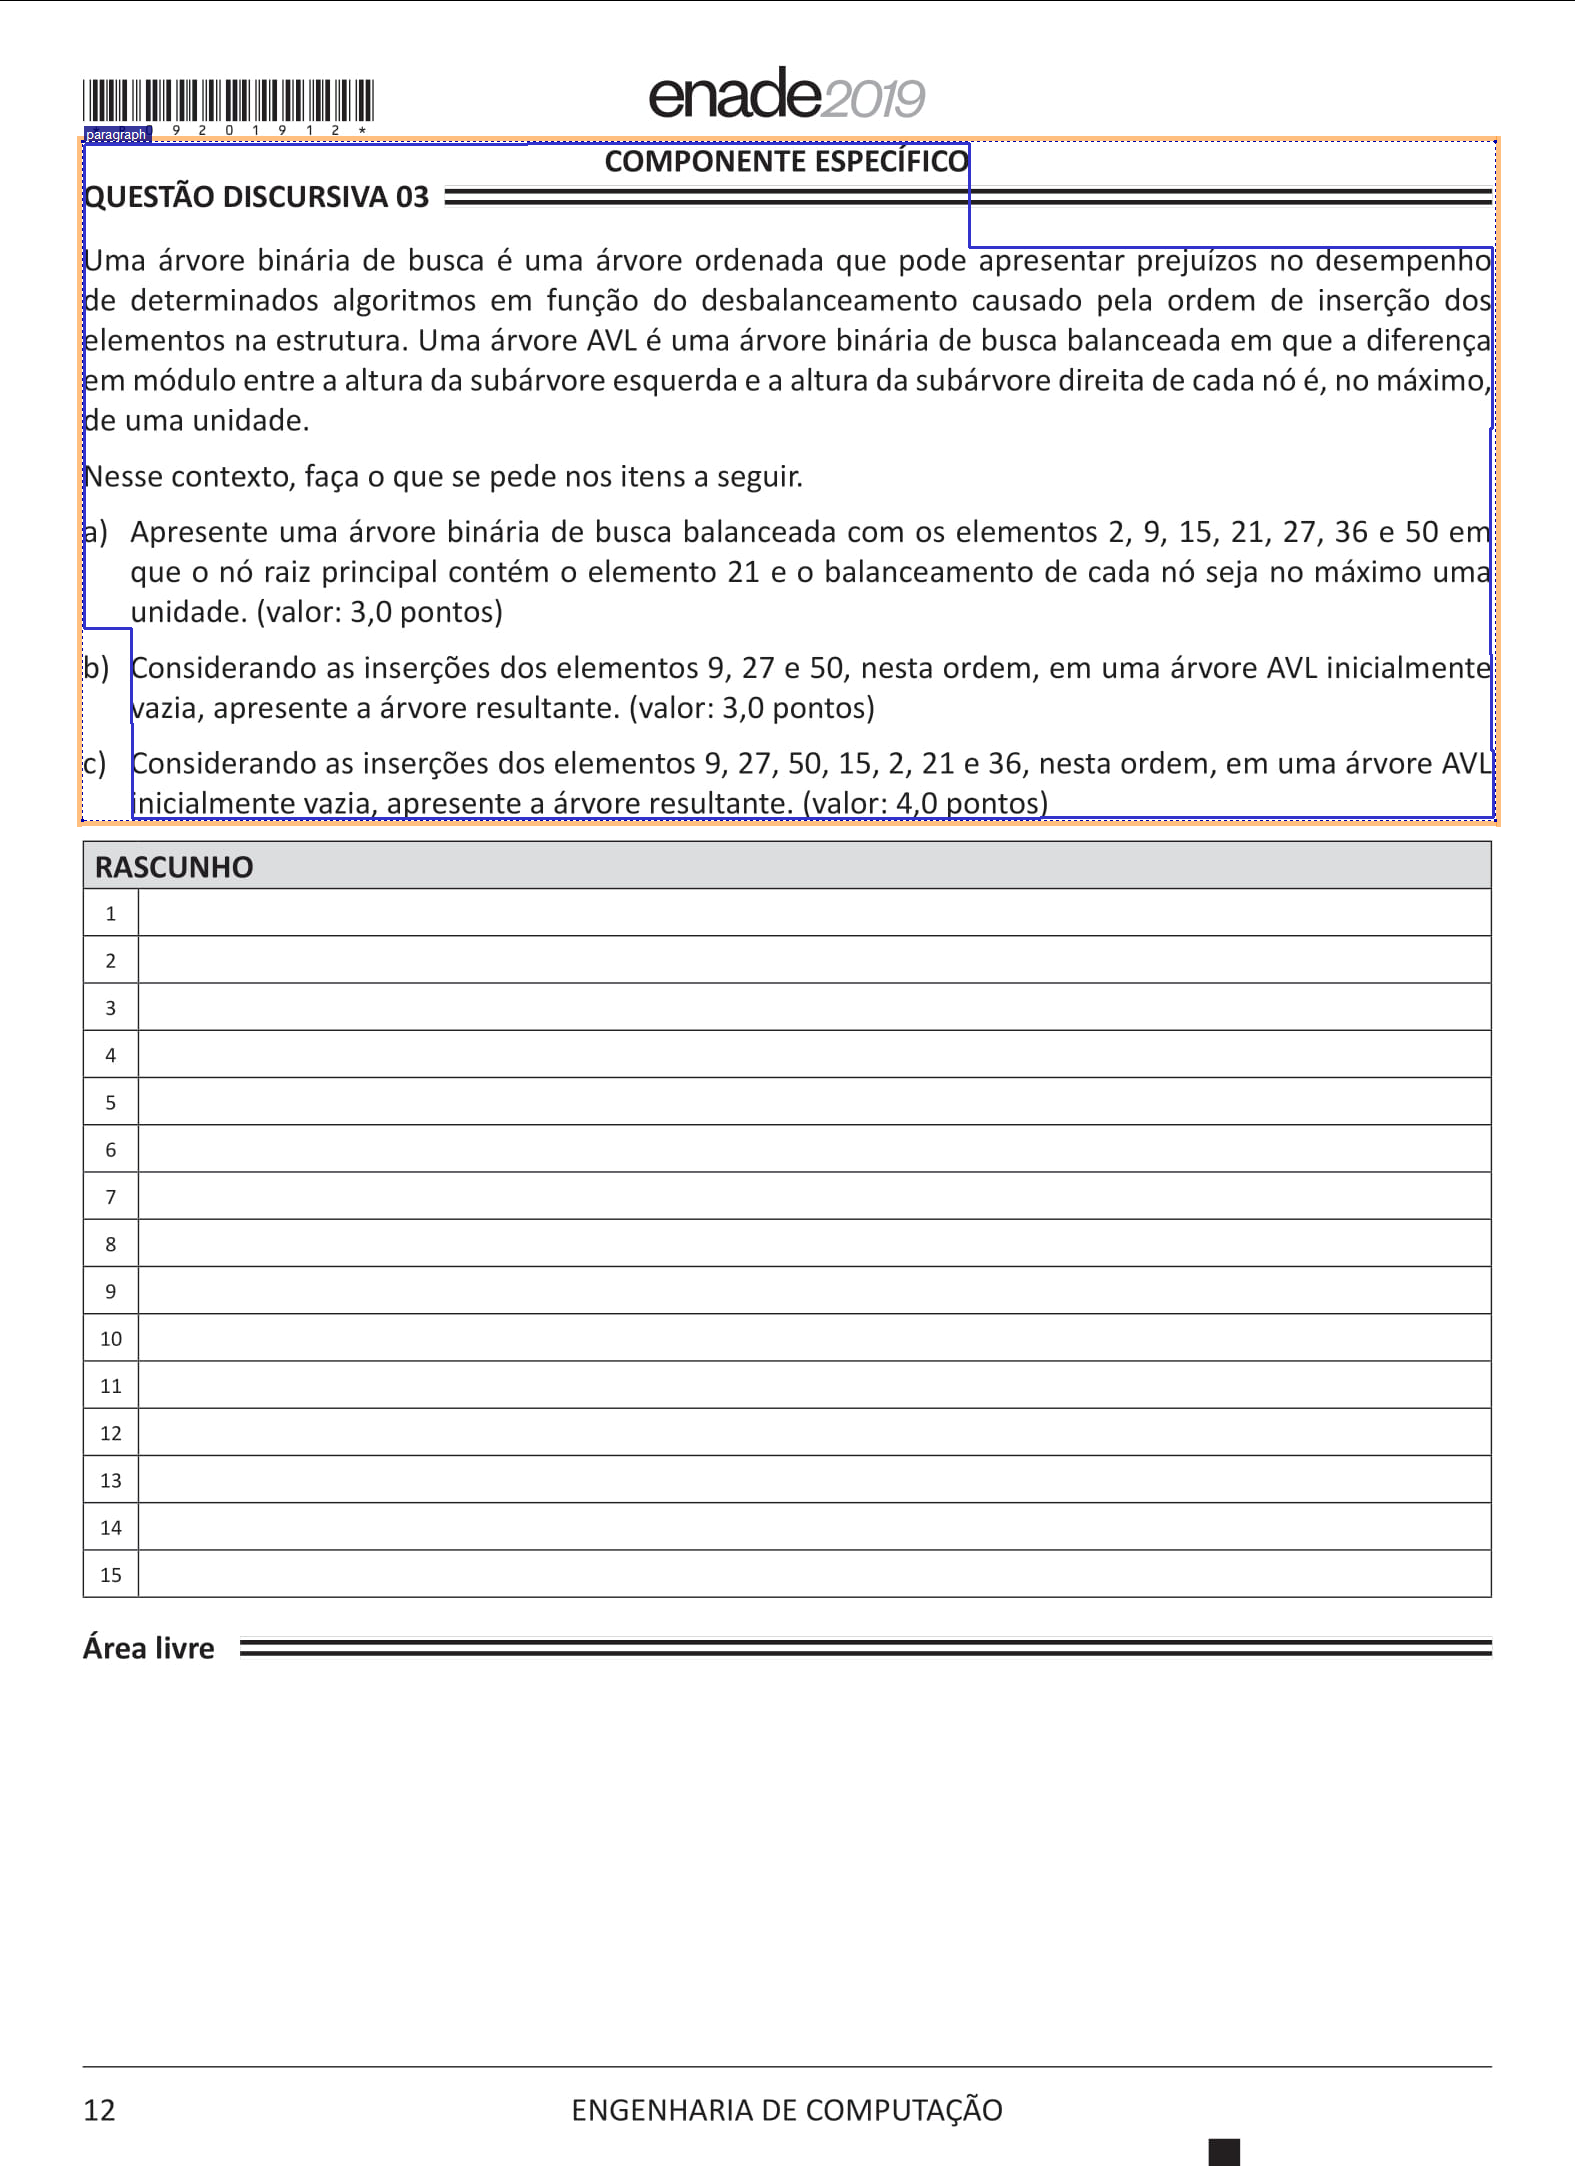 enade2019
9 2 0 1 9 1 2 *
paragraph
COMPONENTE ESPECÍFICO
QUESTÃO DISCURSIVA 03
Uma árvore binária de busca é uma árvore ordenada que pode apresentar prejuízos no desempenho
de determinados algoritmos em função do desbalanceamento causado pela ordem de inserção dos
elementos na estrutura. Uma árvore AVL é uma árvore binária de busca balanceada em que a diferença
em módulo entre a altura da subárvore esquerda e a altura da subárvore direita de cada nó é, no máximo,
de uma unidade.
Nesse contexto, faça o que se pede nos itens a seguir.
a) Apresente uma árvore binária de busca balanceada com os elementos 2, 9, 15, 21, 27, 36 e 50 em
que o nó raiz principal contém o elemento 21 e o balanceamento de cada nó seja no máximo uma
unidade. (valor: 3,0 pontos)
b) Considerando as inserções dos elementos 9, 27 e 50, nesta ordem, em uma árvore AVL inicialmente
vazia, apresente a árvore resultante. (valor: 3,0 pontos)
c) Considerando as inserções dos elementos 9, 27, 50, 15, 2, 21 e 36, nesta ordem, em uma árvore AVL
inicialmente vazia, apresente a árvore resultante. (valor: 4,0 pontos)
RASCUNHO
1
2
3
4
5
6
7
8
9
10
11
12
13
14
15
Área livre
12 ENGENHARIA DE COMPUTAÇÃO